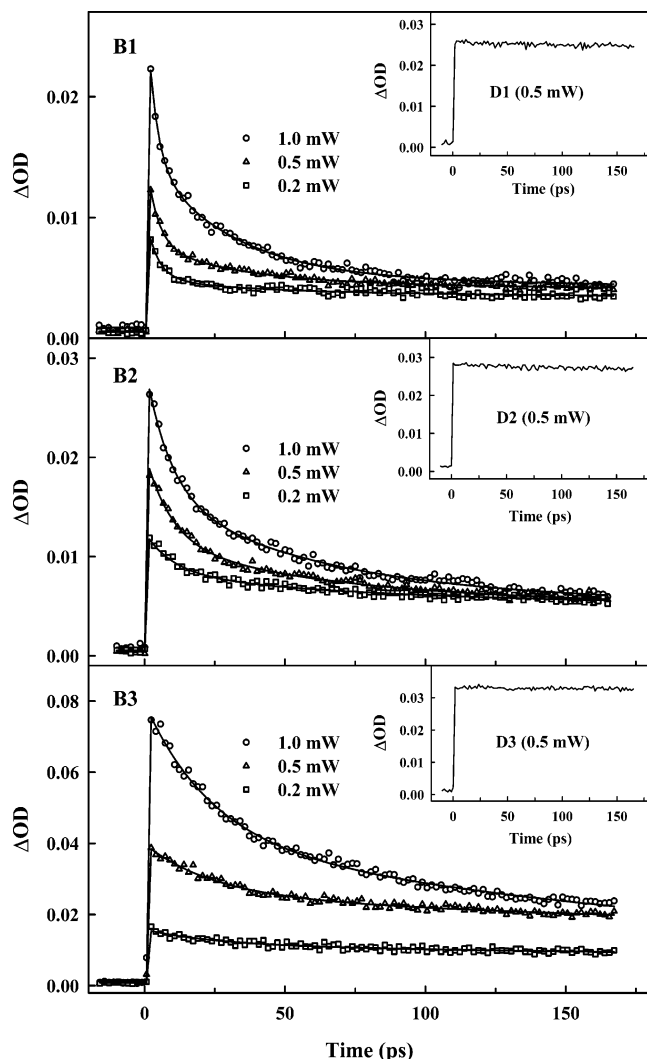 B1
1.0 mW
0.5 mW
0.2 mW
ΔOD
0.02
0.01
0.00
D1 (0.5 mW)
ΔOD
0.03
0.02
0.01
0.00
0 50 100 150
Time (ps)
B2
1.0 mW
0.5 mW
0.2 mW
ΔOD
0.03
0.02
0.01
0.00
D2 (0.5 mW)
ΔOD
0.03
0.02
0.01
0.00
0 50 100 150
Time (ps)
B3
1.0 mW
0.5 mW
0.2 mW
ΔOD
0.08
0.06
0.04
0.02
0.00
D3 (0.5 mW)
ΔOD
0.03
0.02
0.01
0.00
0 50 100 150
Time (ps)
0 50 100 150
Time (ps)